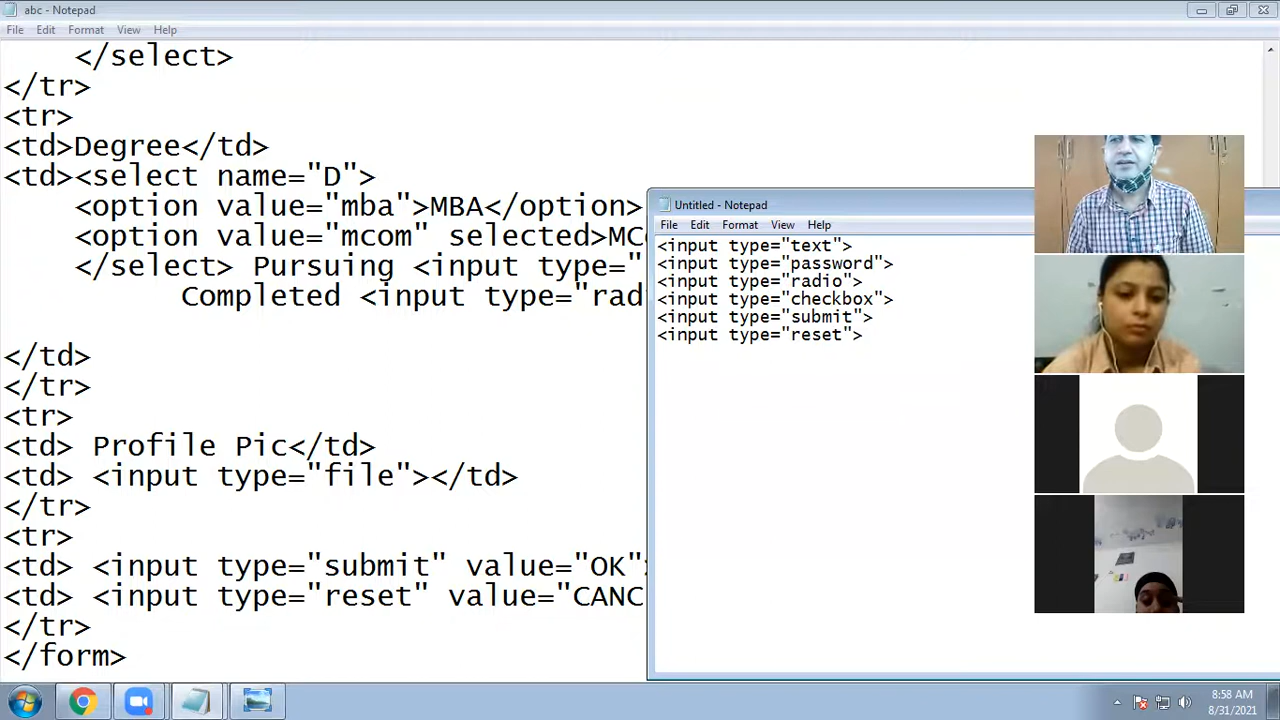 abc - Notepad
File Edit Format View Help
</select>
</tr>
<tr>
<td>Degree</td>
<td><select name="D">
<option value="mba">MBA</option>
<option value="mcom" selected>MC
</select> Pursuing <input type="
Completed <input type="rad
</td>
</tr>
<tr>
<td> Profile Pic</td>
<td> <input type="file"></td>
</tr>
<tr>
<td> <input type="submit" value="OK"
<td> <input type="reset" value="CANC
</tr>
</form>
Untitled - Notepad
File Edit Format View Help
<input type="text">
<input type="password">
<input type="radio">
<input type="checkbox">
<input type="submit">
<input type="reset">
8:58 AM
8/31/2021